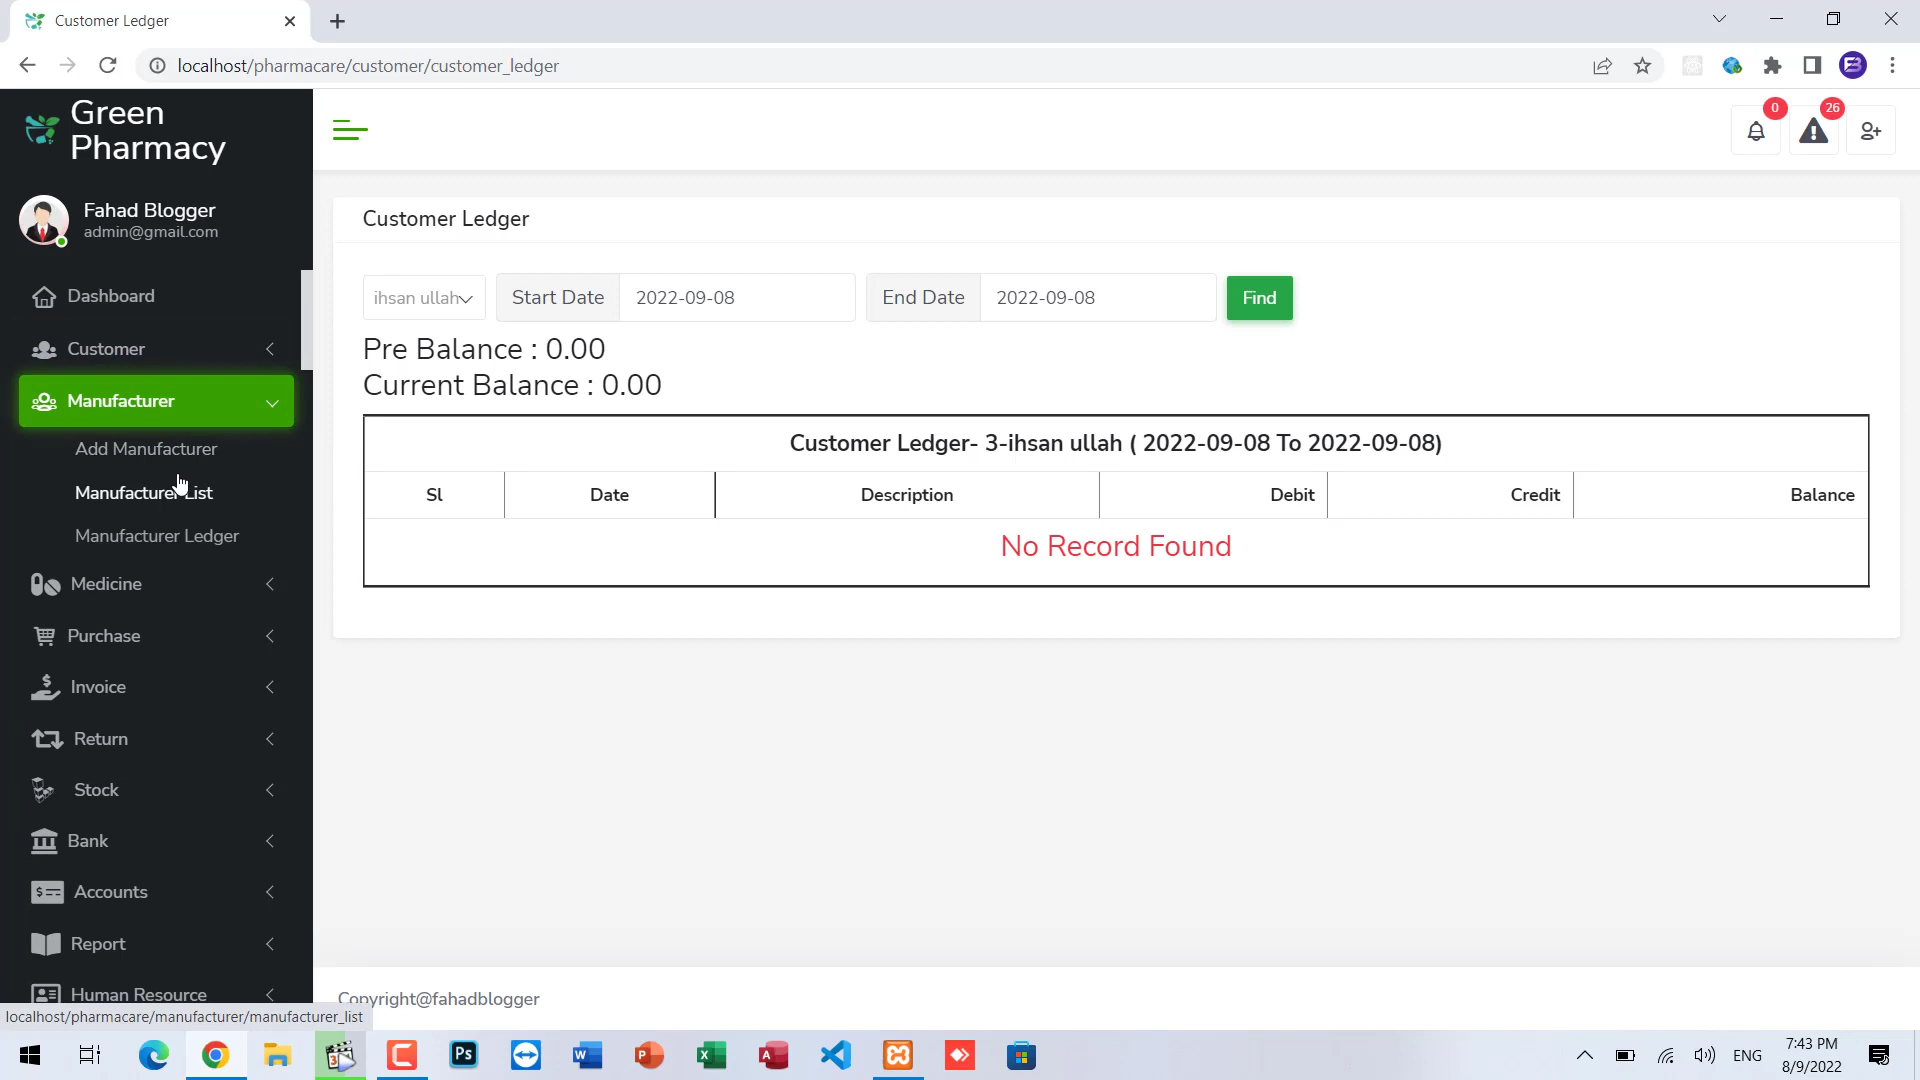 Customer Ledger
localhost/pharmacare/customer/customer_ledger
Green
Pharmacy
0
26
Fahad Blogger
admin@gmail.com
Customer Ledger
Dashboard
ihsan ullah
Start Date
2022-09-08
End Date
2022-09-08
Find
Customer
Pre Balance : 0.00
Current Balance : 0.00
Manufacturer
Add Manufacturer
Manufacturer List
Manufacturer Ledger
Customer Ledger- 3-ihsan ullah ( 2022-09-08 To 2022-09-08)
Sl Date Description Debit Credit Balance
No Record Found
Medicine
Purchase
Invoice
Return
Stock
Bank
Accounts
Report
Human Resource
Copyright@fahadblogger
localhost/pharmacare/manufacturer/manufacturer_list
ENG
7:43 PM
8/9/2022